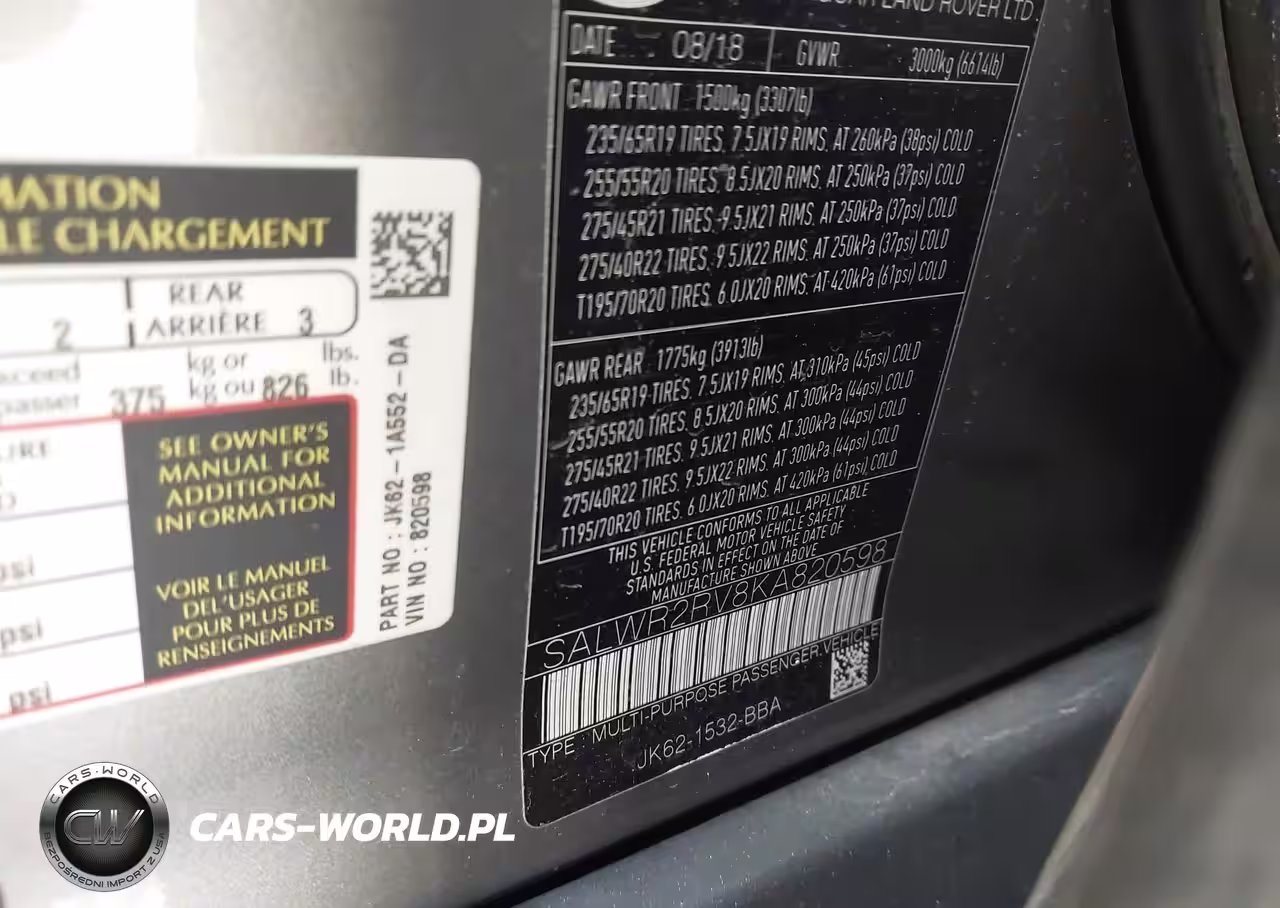 MATION
LE CHARGEMENT
REAR
2 ARRIÈRE 3
kg or lbs.
passer 375 kg ou 826 lb.
SEE OWNER'S
MANUAL FOR
ADDITIONAL
INFORMATION
VOIR LE MANUEL
DEL'USAGER
POUR PLUS DE
RENSEIGNEMENTS
psi
psi
psi
PART NO : JK62-1A552-DA
VIN NO : 820598
LAND ROVER LTD.
DATE 08/18 GVWR 3000kg (6614lb)
GAWR FRONT 1500kg (3307lb)
235/65R19 TIRES, 7.5JX19 RIMS, AT 260kPa (38psi) COLD
255/55R20 TIRES, 8.5JX20 RIMS, AT 250kPa (37psi) COLD
275/45R21 TIRES, 9.5JX21 RIMS, AT 250kPa (37psi) COLD
275/40R22 TIRES, 9.5JX22 RIMS, AT 250kPa (37psi) COLD
T195/70R20 TIRES, 6.0JX20 RIMS, AT 420kPa (61psi) COLD
GAWR REAR 1775kg (3913lb)
235/65R19 TIRES, 7.5JX19 RIMS, AT 310kPa (45psi) COLD
255/55R20 TIRES, 8.5JX20 RIMS, AT 300kPa (44psi) COLD
275/45R21 TIRES, 9.5JX21 RIMS, AT 300kPa (44psi) COLD
275/40R22 TIRES, 9.5JX22 RIMS, AT 300kPa (44psi) COLD
T195/70R20 TIRES, 6.0JX20 RIMS, AT 420kPa (61psi) COLD
THIS VEHICLE CONFORMS TO ALL APPLICABLE
U.S. FEDERAL MOTOR VEHICLE SAFETY
STANDARDS IN EFFECT ON THE DATE OF
MANUFACTURE SHOWN ABOVE
SALWR2RV8KA820598
TYPE : MULTI-PURPOSE PASSENGER VEHICLE
JK62-1532-BBA
CARS-WORLD
CW
BEZPOŚREDNI IMPORT Z USA
CARS-WORLD.PL